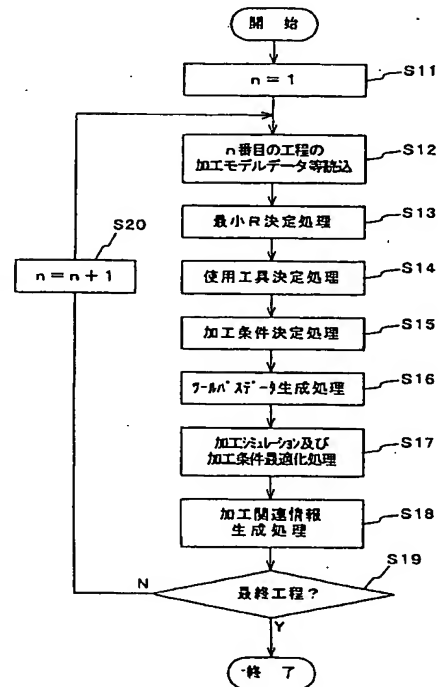 開 始
n=1
S11
n番目の工程の
加工モデルデータ等読込
S12
最小R決定処理
S13
使用工具決定処理
S14
加工条件決定処理
S15
ツールパスデータ生成処理
S16
加工シミュレーション及び
加工条件最適化処理
S17
加工関連情報
生成処理
S18
最終工程?
S19
N
Y
n=n+1
S20
終 了